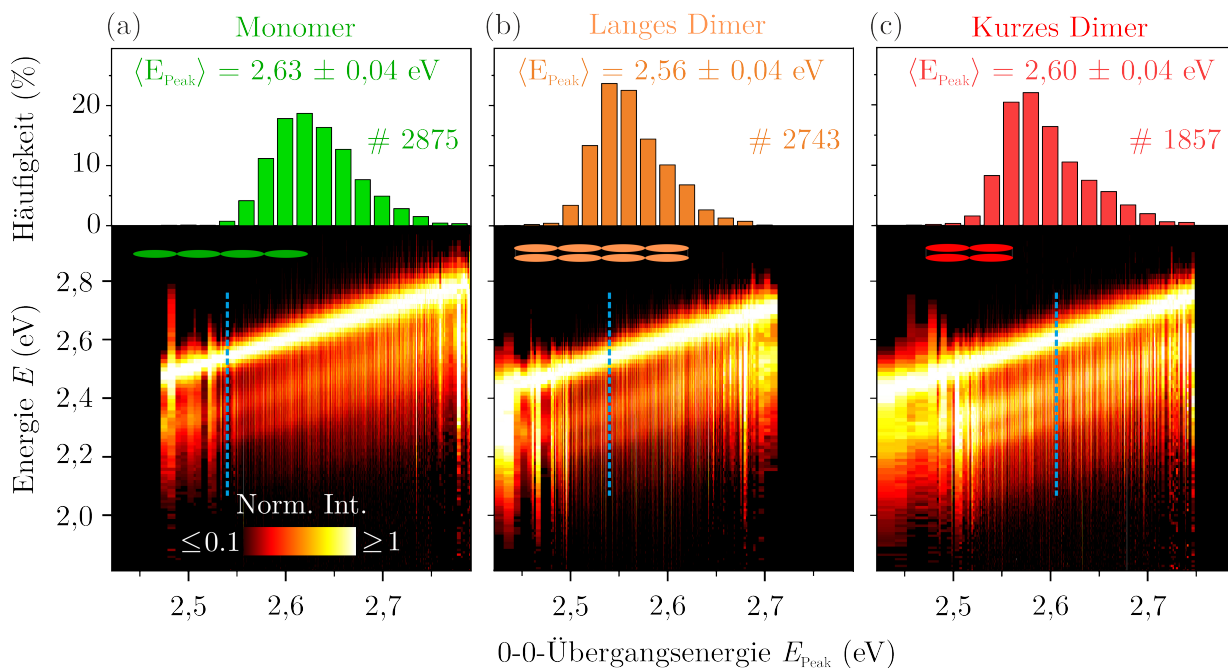 (a) Monomer (b) Langes Dimer (c) Kurzes Dimer
⟨E_Peak⟩ = 2,63 ± 0,04 eV ⟨E_Peak⟩ = 2,56 ± 0,04 eV ⟨E_Peak⟩ = 2,60 ± 0,04 eV
# 2875 # 2743 # 1857
Häufigkeit (%)
20
10
0
Energie E (eV)
2,8
2,6
2,4
2,2
2,0
Norm. Int.
≤0.1 ≥1
2,5 2,6 2,7 2,5 2,6 2,7 2,5 2,6 2,7
0-0-Übergangsenergie E_Peak (eV)